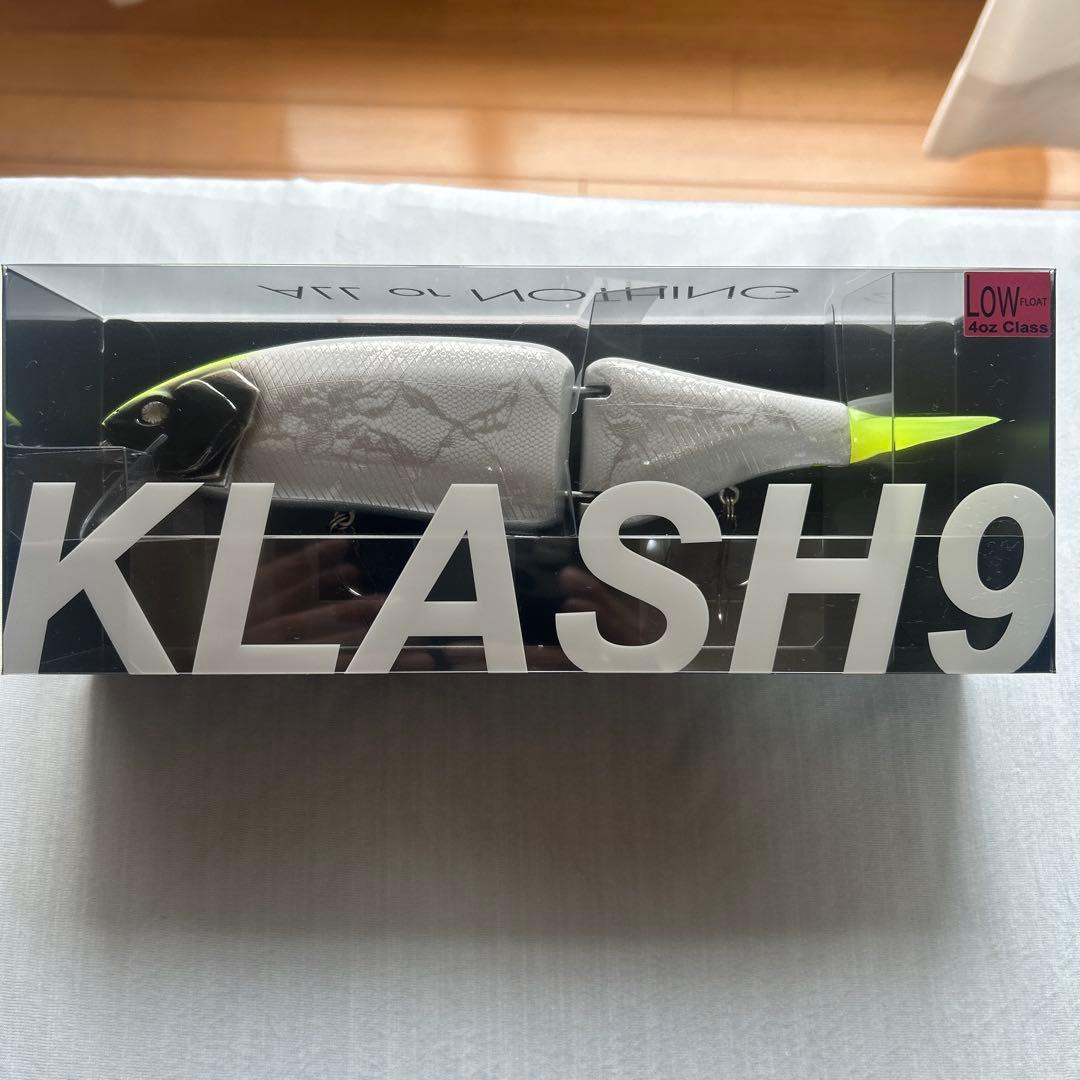 ALL or NOTHING
LOW FLOAT
4oz Class
KLASH9